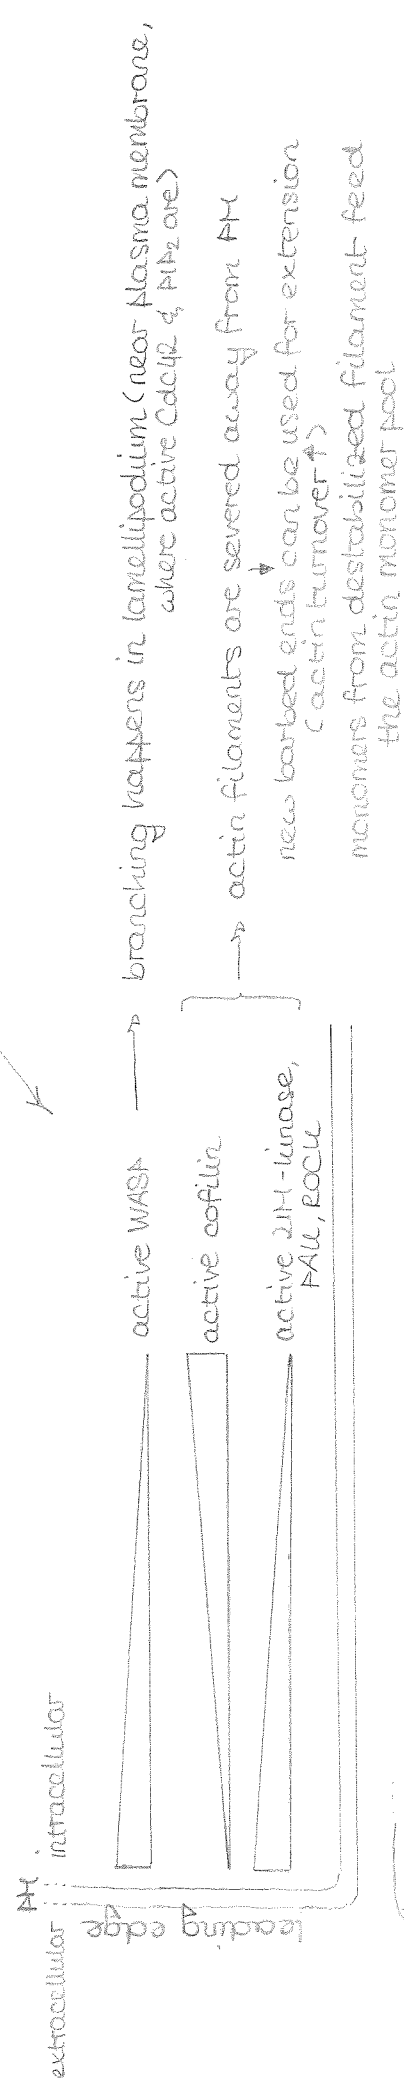 PM
extracellular
intracellular
leading edge
active WASP → branching happens in lamellipodium (near plasma membrane,
where active Cdc42 & PIP₂ are)
active cofilin
active LIM-kinase,
PAK, ROCK
→ actin filaments are severed away from PM
↓
new barbed ends can be used for extension
(actin turnover ↑)
monomers from destabilized filament feed
the actin monomer pool